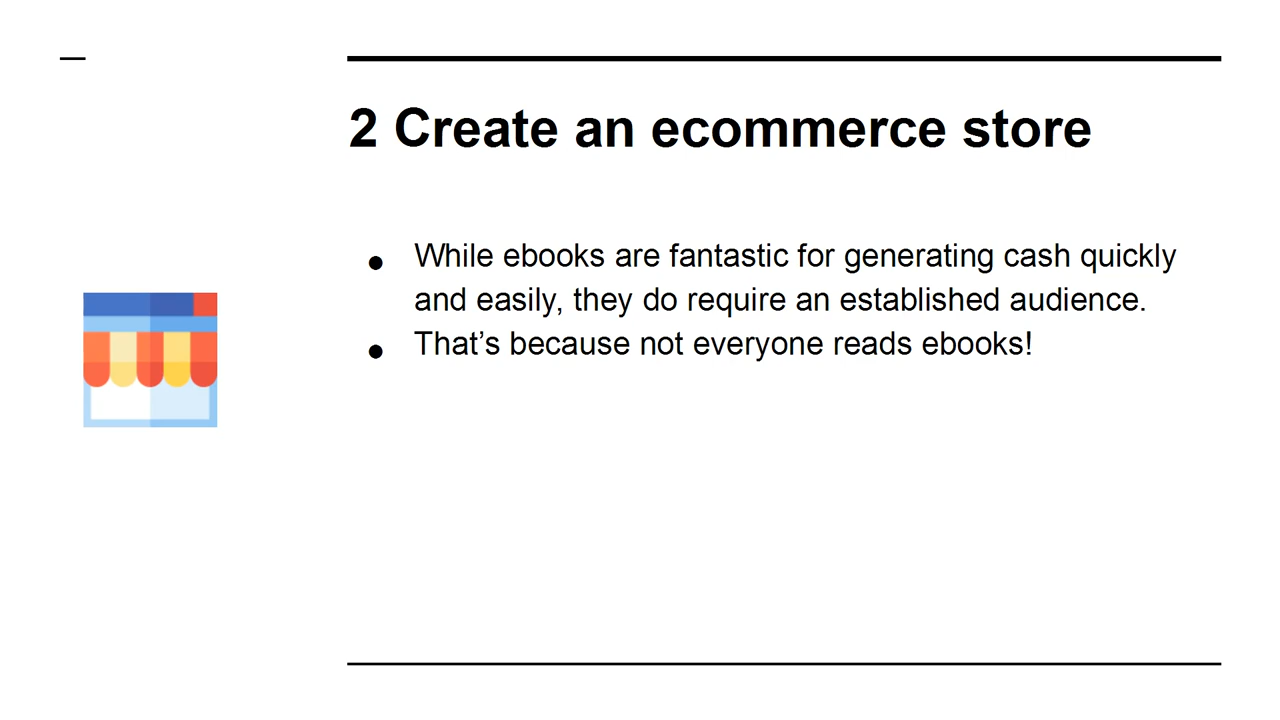 2 Create an ecommerce store
● While ebooks are fantastic for generating cash quickly
and easily, they do require an established audience.
● That’s because not everyone reads ebooks!